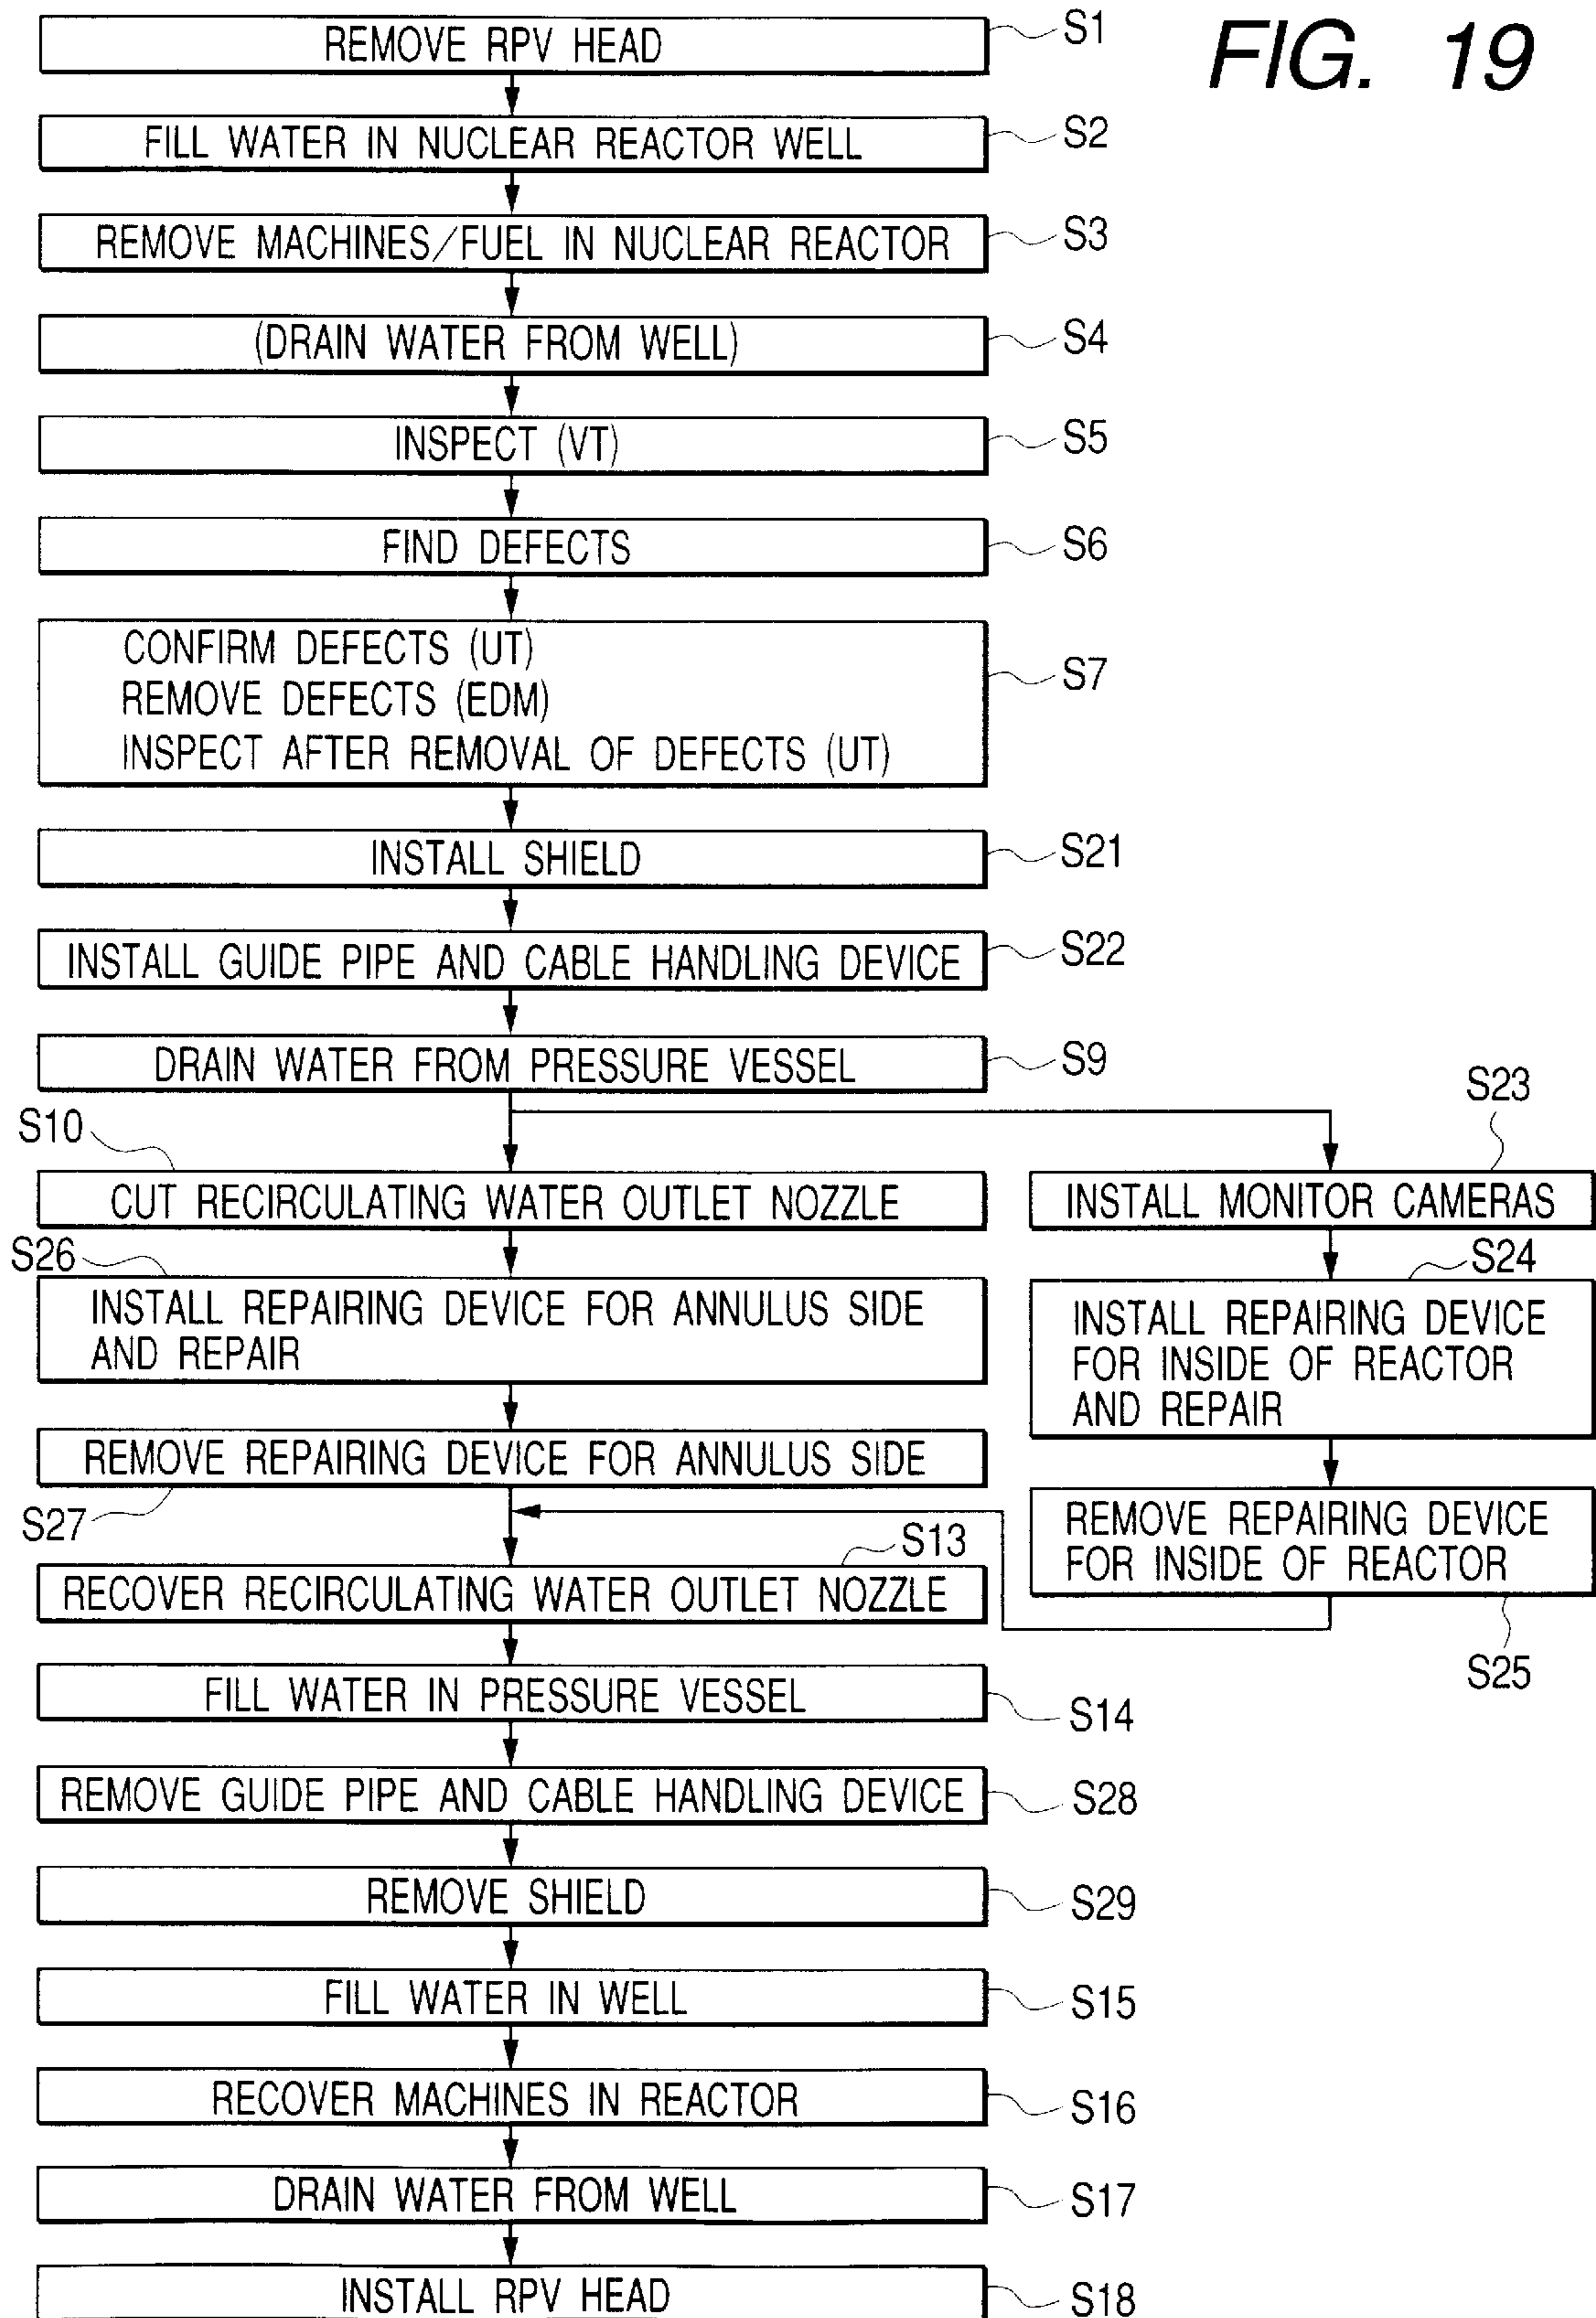 FIG. 19
REMOVE RPV HEAD
S1
FILL WATER IN NUCLEAR REACTOR WELL
S2
REMOVE MACHINES/FUEL IN NUCLEAR REACTOR
S3
(DRAIN WATER FROM WELL)
S4
INSPECT (VT)
S5
FIND DEFECTS
S6
CONFIRM DEFECTS (UT)
REMOVE DEFECTS (EDM)
INSPECT AFTER REMOVAL OF DEFECTS (UT)
S7
INSTALL SHIELD
S21
INSTALL GUIDE PIPE AND CABLE HANDLING DEVICE
S22
DRAIN WATER FROM PRESSURE VESSEL
S9
S10
CUT RECIRCULATING WATER OUTLET NOZZLE
S26
INSTALL REPAIRING DEVICE FOR ANNULUS SIDE
AND REPAIR
REMOVE REPAIRING DEVICE FOR ANNULUS SIDE
S27
S23
INSTALL MONITOR CAMERAS
S24
INSTALL REPAIRING DEVICE
FOR INSIDE OF REACTOR
AND REPAIR
REMOVE REPAIRING DEVICE
FOR INSIDE OF REACTOR
S25
S13
RECOVER RECIRCULATING WATER OUTLET NOZZLE
FILL WATER IN PRESSURE VESSEL
S14
REMOVE GUIDE PIPE AND CABLE HANDLING DEVICE
S28
REMOVE SHIELD
S29
FILL WATER IN WELL
S15
RECOVER MACHINES IN REACTOR
S16
DRAIN WATER FROM WELL
S17
INSTALL RPV HEAD
S18